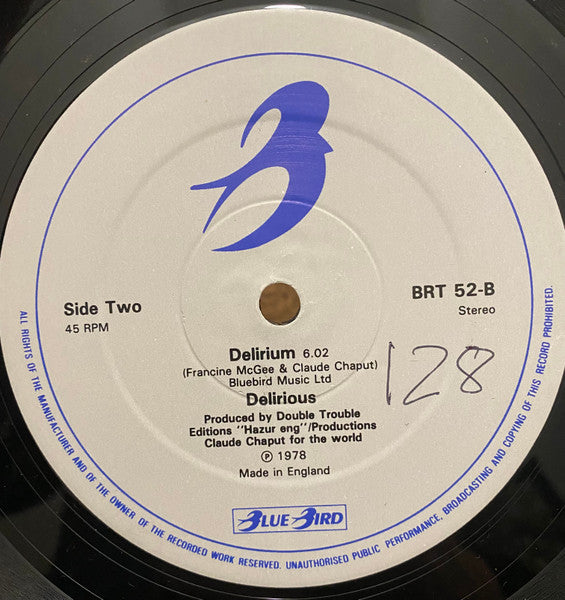 Side Two
45 RPM
BRT 52-B
Stereo
Delirium 6.02
(Francine McGee & Claude Chaput)
Bluebird Music Ltd
128
Delirious
Produced by Double Trouble
Editions "Hazur eng"/Productions
Claude Chaput for the world
℗ 1978
Made in England
BLUE BIRD
ALL RIGHTS OF THE MANUFACTURER AND OF THE OWNER OF THE RECORDED WORK RESERVED. UNAUTHORISED PUBLIC PERFORMANCE, BROADCASTING AND COPYING OF THIS RECORD PROHIBITED.